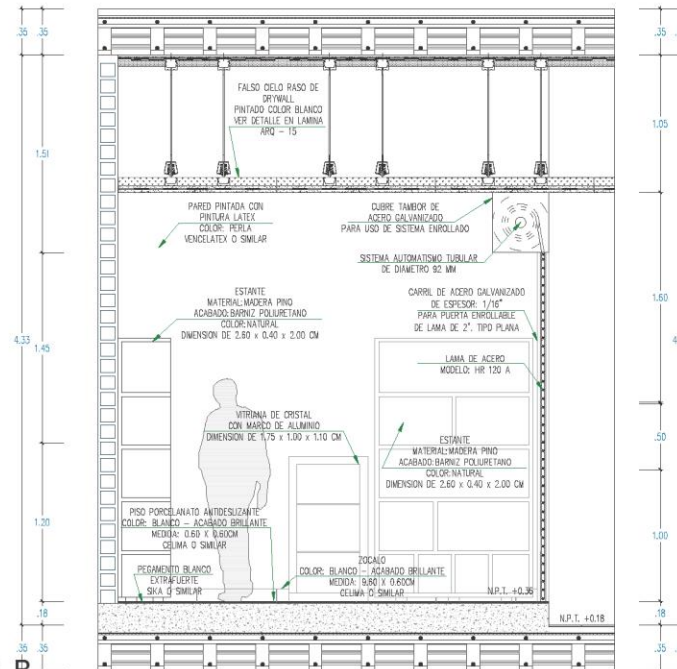 .35
.35
.35
.35
FALSO CIELO RASO DE
DRYWALL
PINTADO COLOR BLANCO
VER DETALLE EN LAMINA
ARQ - 15
1.51
1.05
PARED PINTADA CON
PINTURA LATEX
COLOR: PERLA
VENCELATEX O SIMILAR
CUBRE TAMBOR DE
ACERO GALVANIZADO
PARA USO DE SISTEMA ENROLLADO
SISTEMA AUTOMATISMO TUBULAR
DE DIAMETRO 92 MM
ESTANTE
MATERIAL: MADERA PINO
ACABADO: BARNIZ POLIURETANO
COLOR: NATURAL
DIMENSION DE 2.60 x 0.40 x 2.00 CM
CARRIL DE ACERO GALVANIZADO
DE ESPESOR: 1/16"
PARA PUERTA ENROLLABLE
DE LAMA DE 2". TIPO PLANA
1.50
4.33
1.45
4
LAMA DE ACERO
MODELO: HR 120 A
VITRIANA DE CRISTAL
CON MARCO DE ALUMINIO
DIMENSION DE 1.75 x 1.00 x 1.10 CM
ESTANTE
MATERIAL: MADERA PINO
ACABADO: BARNIZ POLIURETANO
COLOR: NATURAL
DIMENSION DE 2.60 x 0.40 x 2.00 CM
.50
PISO PORCELANATO ANTIDESLIZANTE
COLOR: BLANCO - ACABADO BRILLANTE
MEDIDA: 0.60 X 0.60CM
CELIMA O SIMILAR
1.20
1.00
PEGAMENTO BLANCO
EXTRAFUERTE
SIKA O SIMILAR
ZOCALO
COLOR: BLANCO - ACABADO BRILLANTE
MEDIDA: 9.60 X 0.60CM
CELIMA O SIMILAR
N.P.T. +0.36
N.P.T. +0.18
.18
.18
.35
.35
.35